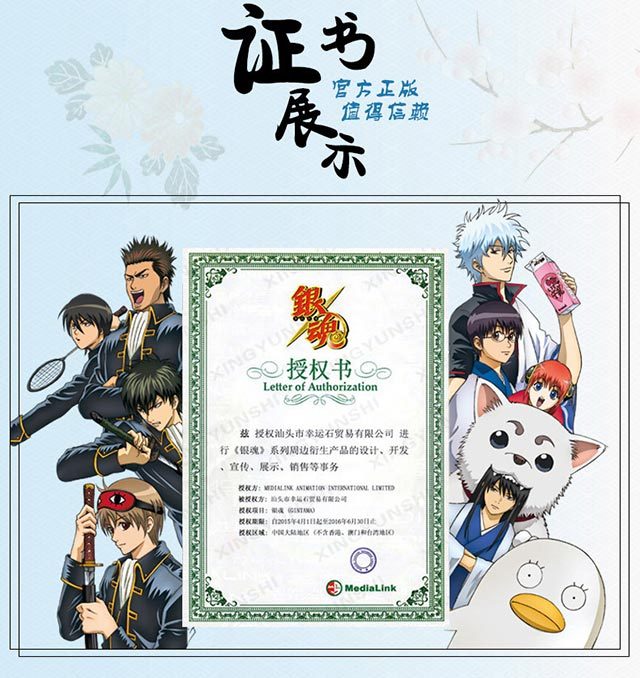 证书
展示
官方正版
值得信赖
銀魂
授权书
Letter of Authorization
兹 授权汕头市幸运石贸易有限公司 进
行《银魂》系列周边衍生产品的设计、开发
、宣传、展示、销售等事务
授权方：MEDIALINK ANIMATION INTERNATIONAL LIMITED
被授权方：汕头市幸运石贸易有限公司
授权项目：银魂 (GINTAMA)
授权期限：自2015年4月1日起至2016年6月30日止
授权区域：中国大陆地区（不含香港、澳门和台湾地区）
MediaLink
XINGYUNSHI